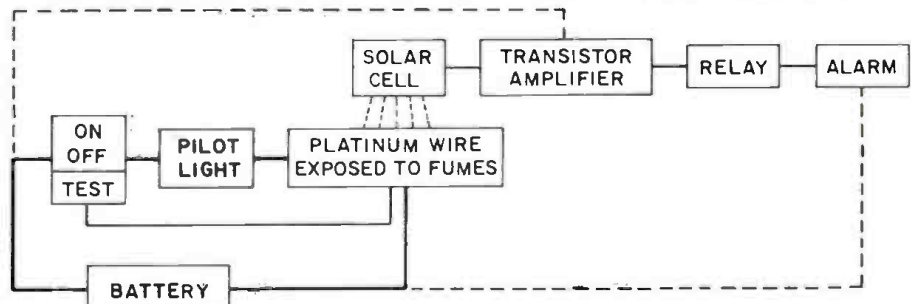 SOLAR
CELL
TRANSISTOR
AMPLIFIER
RELAY
ALARM
ON
OFF
TEST
PILOT
LIGHT
PLATINUM WIRE
EXPOSED TO FUMES
BATTERY